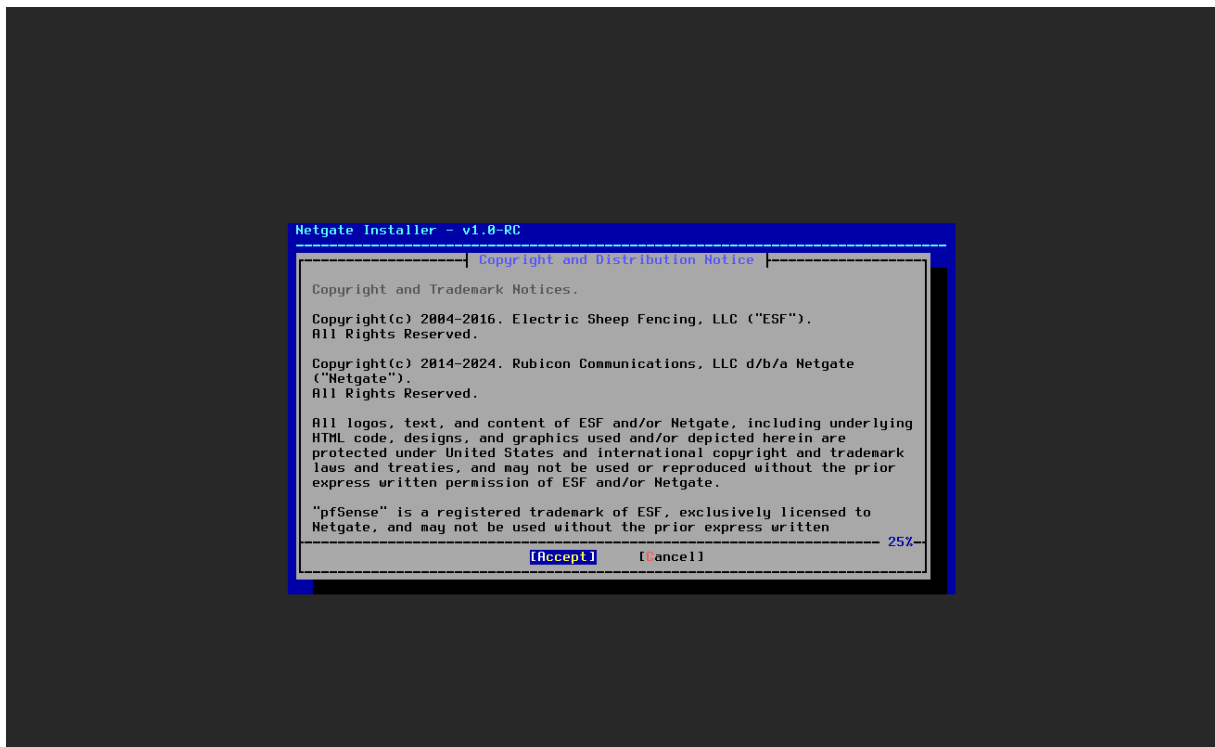 Netgate Installer - v1.0-RC
Copyright and Distribution Notice
Copyright and Trademark Notices.
Copyright(c) 2004-2016. Electric Sheep Fencing, LLC ("ESF").
All Rights Reserved.
Copyright(c) 2014-2024. Rubicon Communications, LLC d/b/a Netgate
("Netgate").
All Rights Reserved.
All logos, text, and content of ESF and/or Netgate, including underlying
HTML code, designs, and graphics used and/or depicted herein are
protected under United States and international copyright and trademark
laws and treaties, and may not be used or reproduced without the prior
express written permission of ESF and/or Netgate.
"pfSense" is a registered trademark of ESF, exclusively licensed to
Netgate, and may not be used without the prior express written
25%
[Accept] [Cancel]